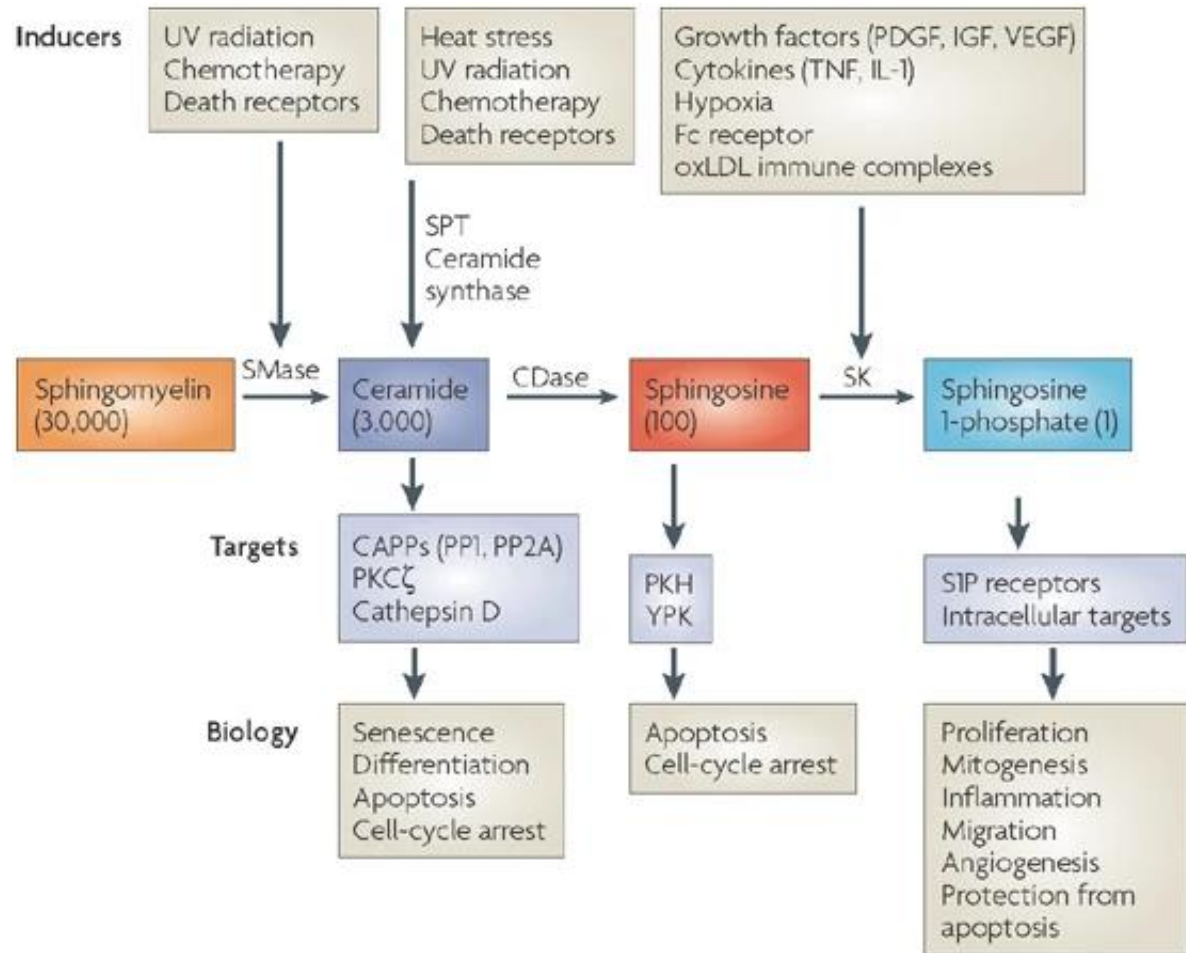 Inducers
UV radiation
Chemotherapy
Death receptors
Heat stress
UV radiation
Chemotherapy
Death receptors
Growth factors (PDGF, IGF, VEGF)
Cytokines (TNF, IL-1)
Hypoxia
Fc receptor
oxLDL immune complexes
SPT
Ceramide
synthase
Sphingomyelin
(30,000)
SMase
Ceramide
(3.000)
CDase
Sphingosine
(100)
SK
Sphingosine
1-phosphate (1)
Targets
CAPPs (PP1, PP2A)
PKCζ
Cathepsin D
PKH
YPK
S1P receptors
Intracellular targets
Biology
Senescence
Differentiation
Apoptosis
Cell-cycle arrest
Apoptosis
Cell-cycle arrest
Proliferation
Mitogenesis
Inflammation
Migration
Angiogenesis
Protection from
apoptosis